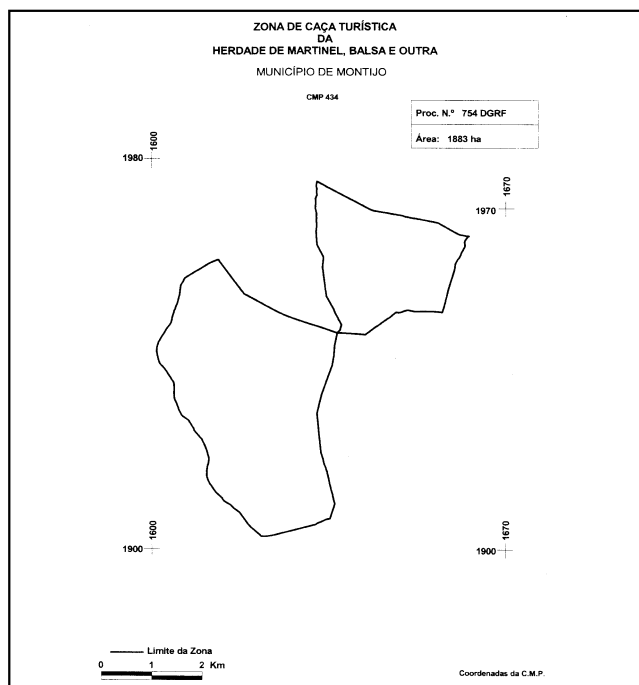 ZONA DE CAÇA TURÍSTICA
DA
HERDADE DE MARTINEL, BALSA E OUTRA
MUNICÍPIO DE MONTIJO
CMP 434
Proc. N.º 754 DGRF
Área: 1883 ha
1600
1980
1670
1970
1600
1900
1670
1900
Limite da Zona
0 1 2 Km
Coordenadas da C.M.P.